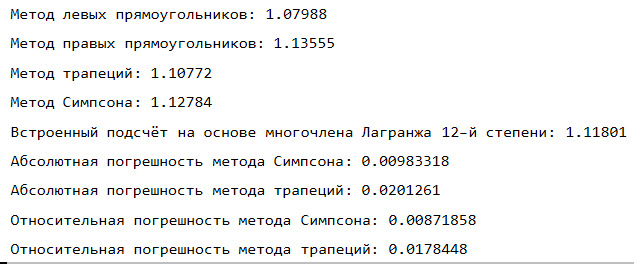 Метод левых прямоугольников: 1.07988
Метод правых прямоугольников: 1.13555
Метод трапеций: 1.10772
Метод Симпсона: 1.12784
Встроенный подсчёт на основе многочлена Лагранжа 12-й степени: 1.11801
Абсолютная погрешность метода Симпсона: 0.00983318
Абсолютная погрешность метода трапеций: 0.0201261
Относительная погрешность метода Симпсона: 0.00871858
Относительная погрешность метода трапеций: 0.0178448